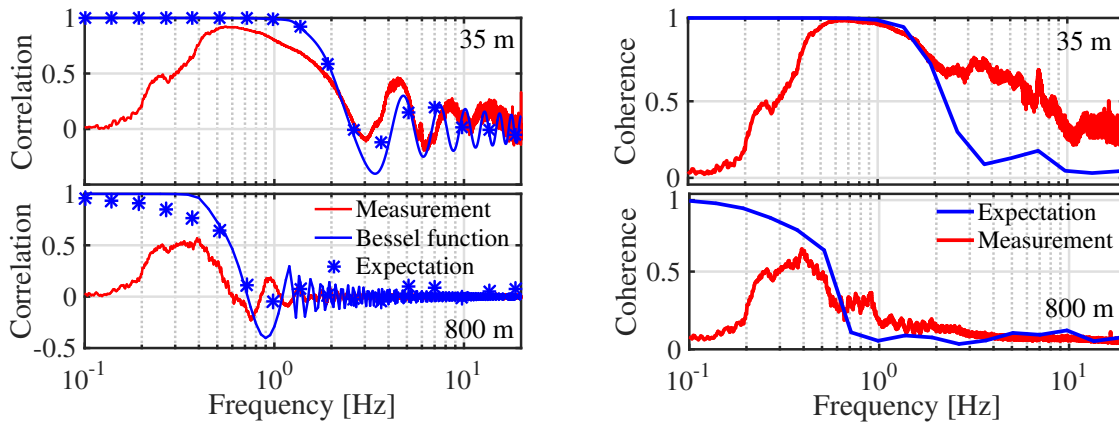 1
0.5
0
Correlation
35 m
1
0.5
0
-0.5
Correlation
Measurement
Bessel function
Expectation
800 m
10^-1
10^0
10^1
Frequency [Hz]
1
0.5
0
Coherence
35 m
1
0.5
0
Coherence
Expectation
Measurement
800 m
10^-1
10^0
10^1
Frequency [Hz]